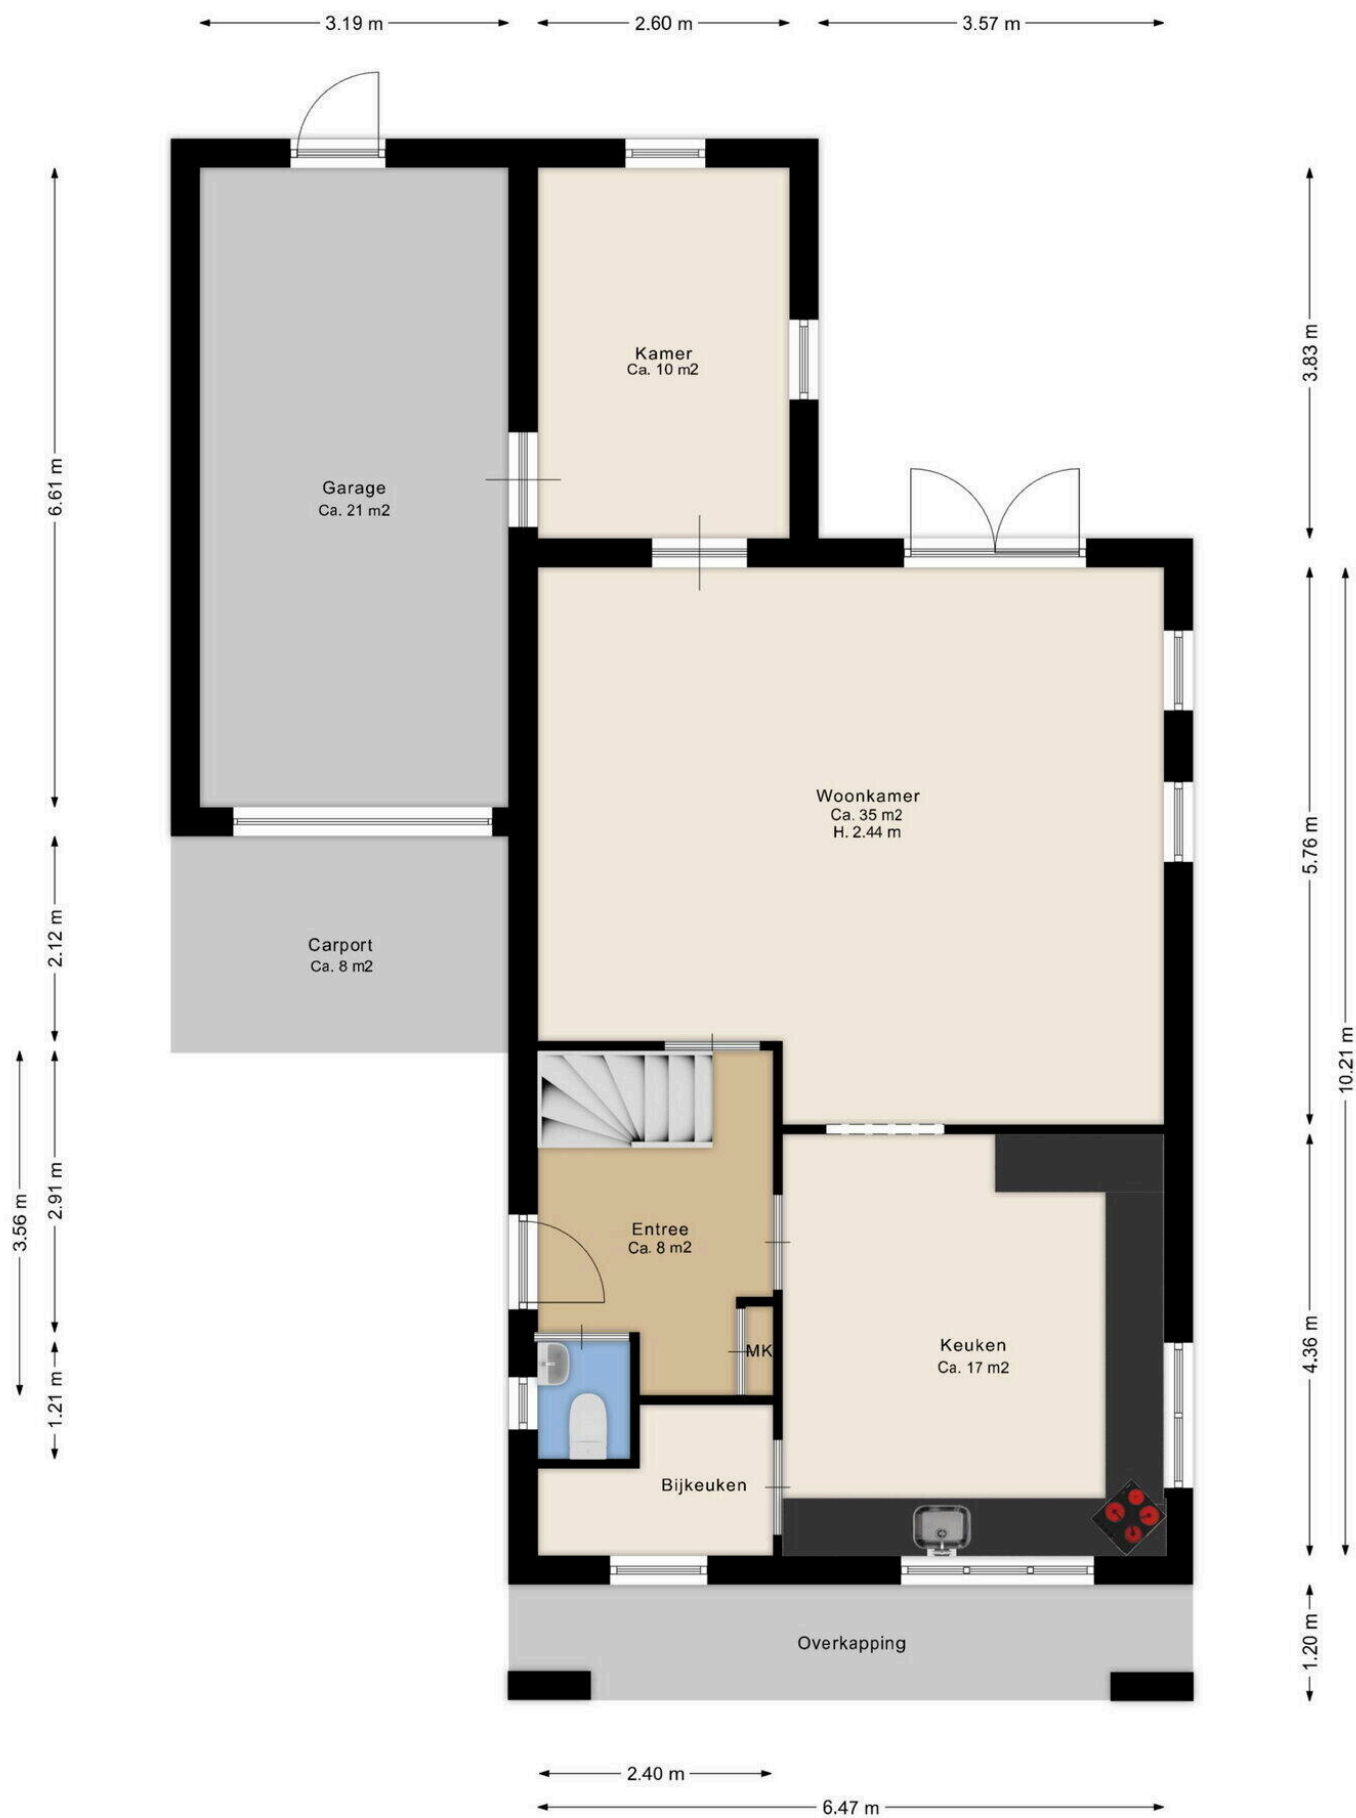 3.19 m
2.60 m
3.57 m
Kamer
Ca. 10 m2
3.83 m
6.61 m
Garage
Ca. 21 m2
Woonkamer
Ca. 35 m2
H. 2.44 m
5.76 m
2.12 m
Carport
Ca. 8 m2
10.21 m
3.56 m
2.91 m
Entree
Ca. 8 m2
MK
Keuken
Ca. 17 m2
4.36 m
1.21 m
Bijkeuken
Overkapping
1.20 m
2.40 m
6.47 m